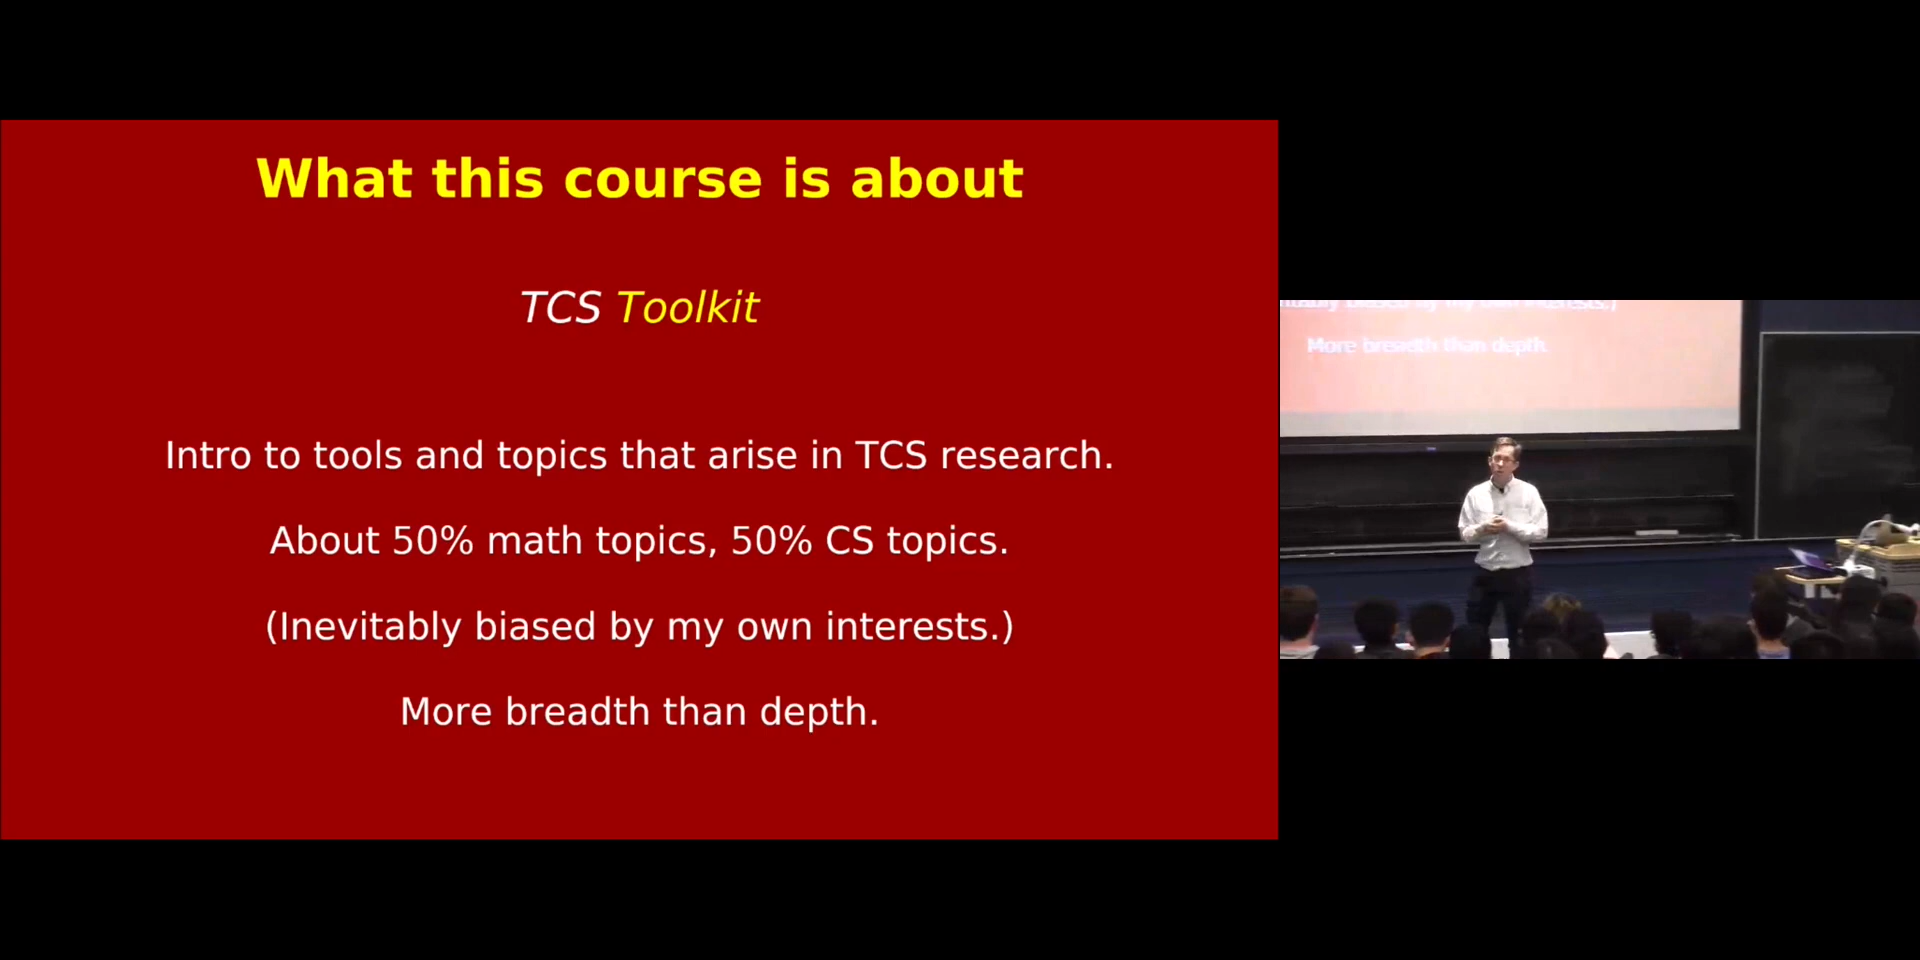 What this course is about
TCS Toolkit
Intro to tools and topics that arise in TCS research.
About 50% math topics, 50% CS topics.
(Inevitably biased by my own interests.)
More breadth than depth.
More breadth than depth